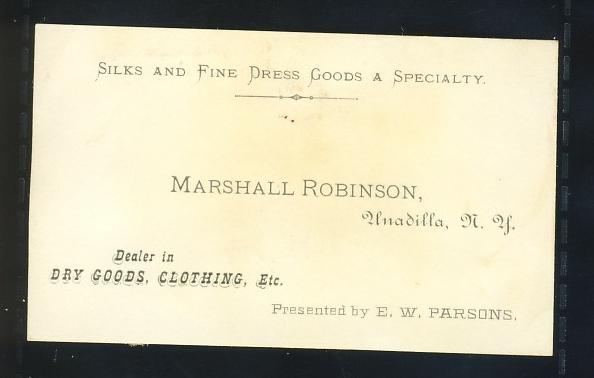 Silks and Fine Dress Goods a Specialty.
Marshall Robinson,
Unadilla, N. Y.
Dealer in
DRY GOODS, CLOTHING, Etc.
Presented by E. W. PARSONS.